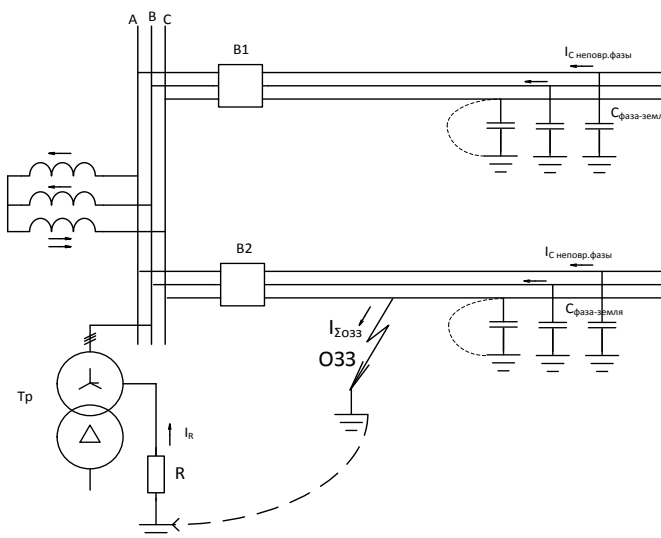 A B C
B1
I_C неповр.фазы
C_фаза-земл
B2
I_C неповр.фазы
C_фаза-земля
I_Σозз
ОЗЗ
Тр
I_R
R